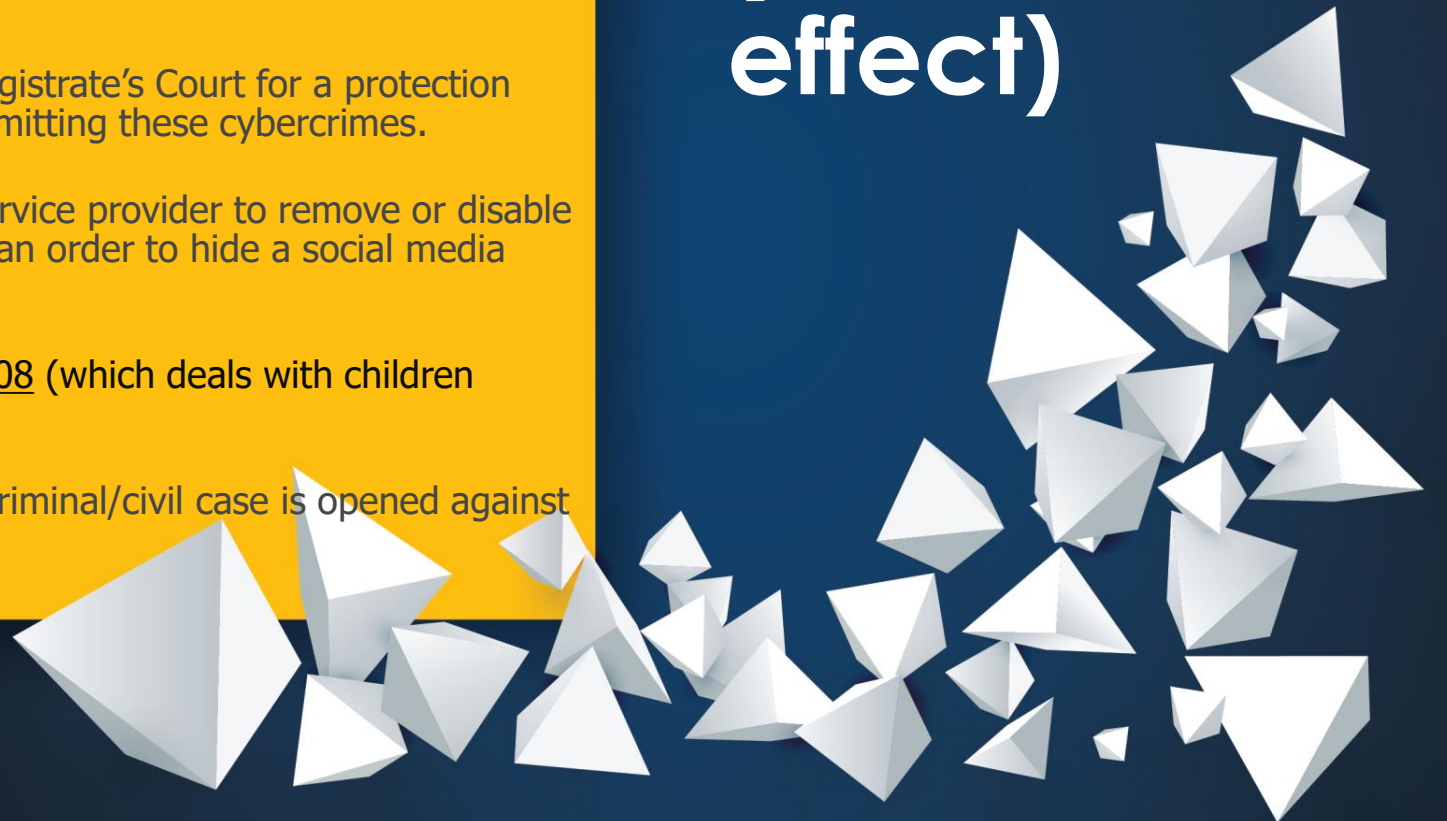 gistrate’s Court for a protection
mitting these cybercrimes.
rvice provider to remove or disable
an order to hide a social media
08 (which deals with children
riminal/civil case is opened against
effect)